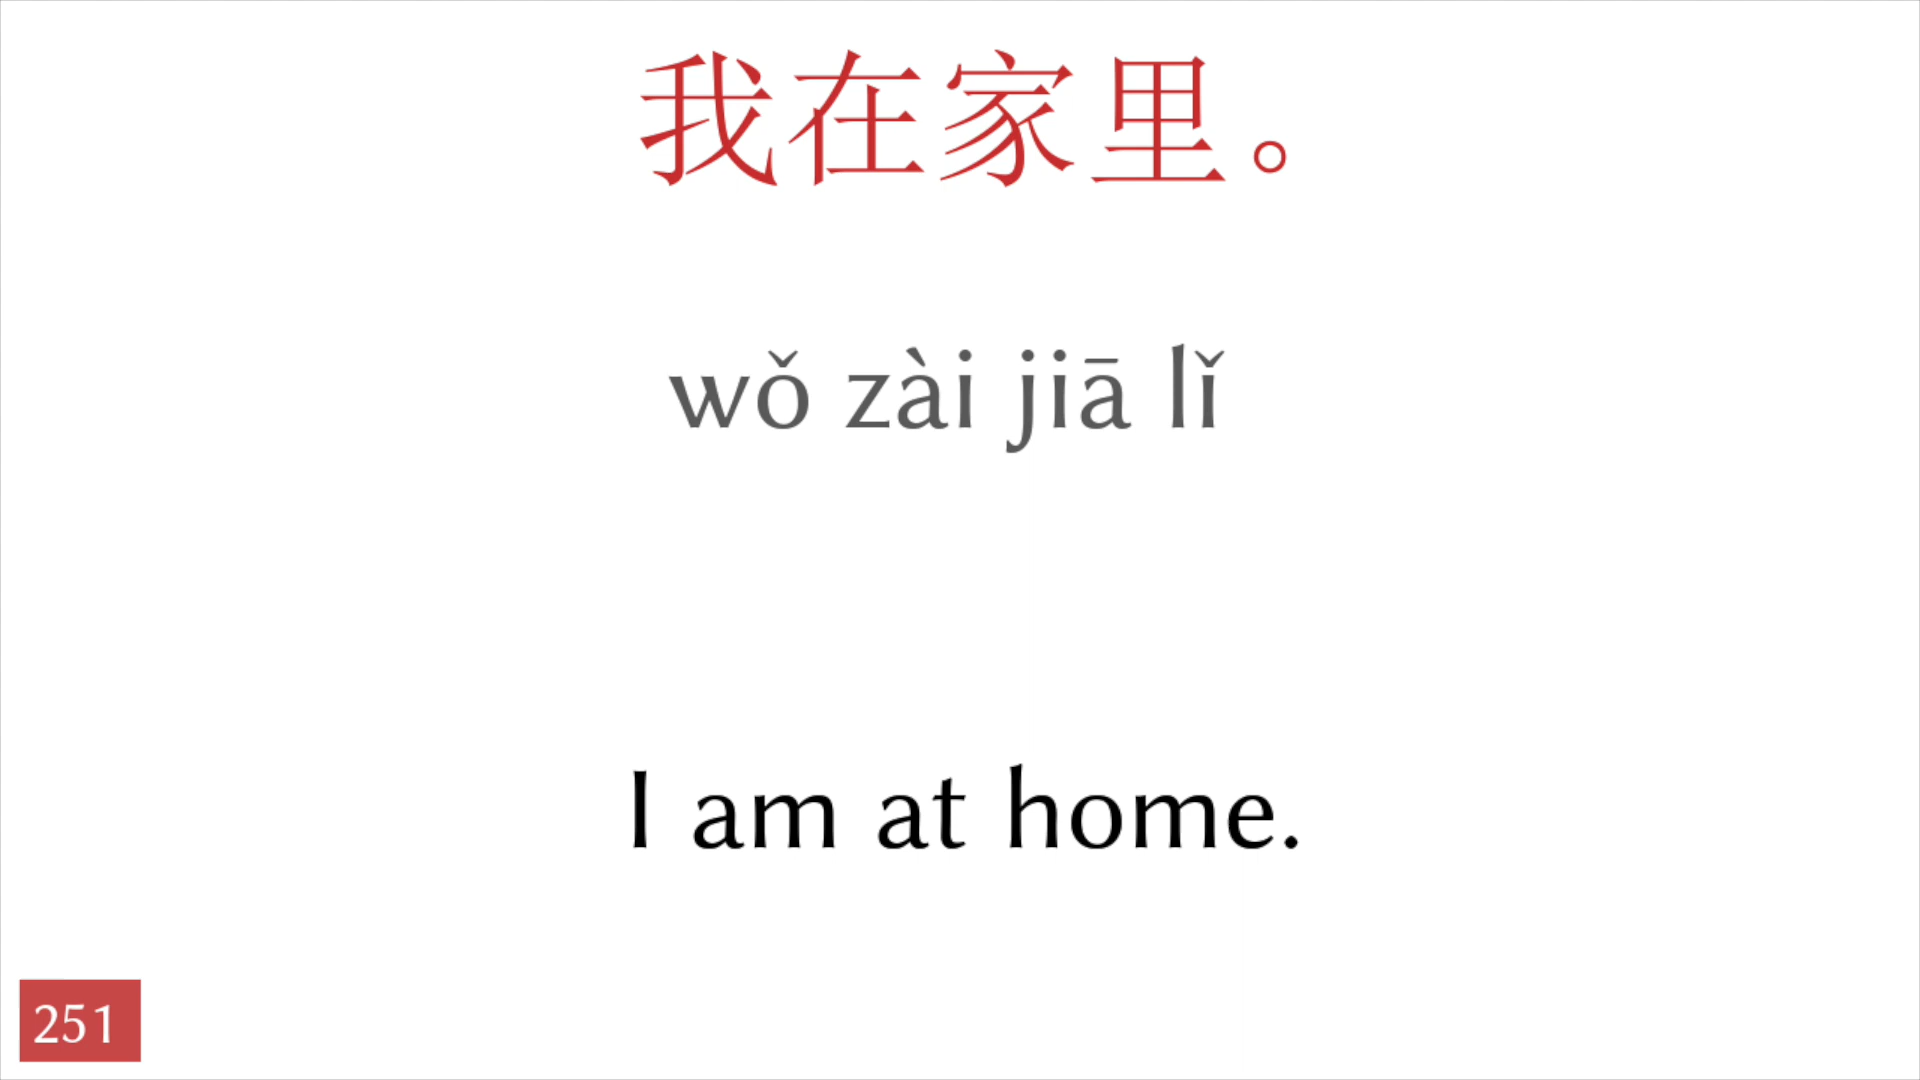 我在家里。
wǒ zài jiā lǐ
I am at home.
251